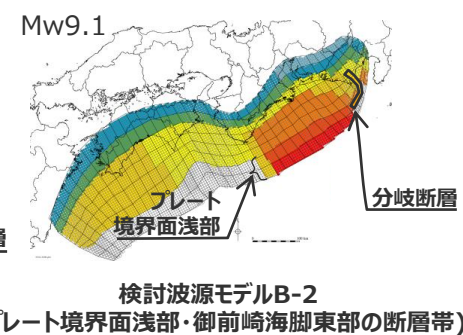 Mw9.1
プレート
境界面浅部
分岐断層
層
検討波源モデルB-2
プレート境界面浅部・御前崎海脚東部の断層帯)